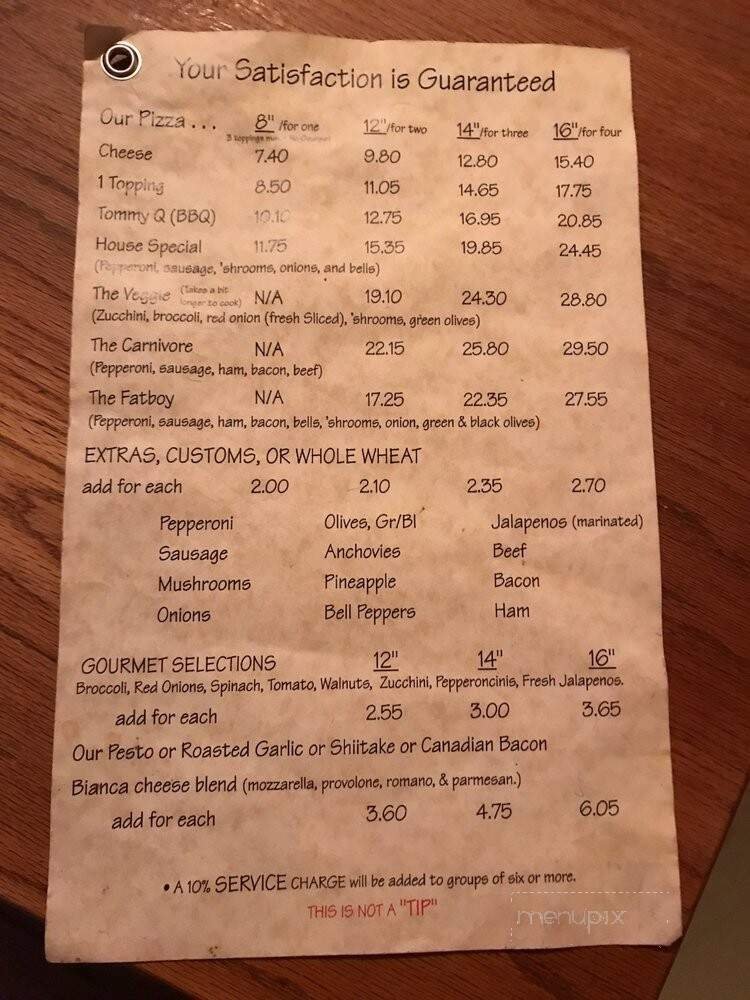 Your Satisfaction is Guaranteed
Our Pizza . . . 8" /for one 12"/for two 14"/for three 16"/for four
3 toppings
Cheese 7.40 9.80 12.80 15.40
1 Topping 8.50 11.05 14.65 17.75
Tommy Q (BBQ) 10.10 12.75 16.95 20.85
House Special 11.75 15.35 19.85 24.45
(Pepperoni, sausage, 'shrooms, onions, and bells)
The Veggie (Takes a bit longer to cook) N/A 19.10 24.30 28.80
(Zucchini, broccoli, red onion (fresh Sliced), 'shrooms, green olives)
The Carnivore N/A 22.15 25.80 29.50
(Pepperoni, sausage, ham, bacon, beef)
The Fatboy N/A 17.25 22.35 27.55
(Pepperoni, sausage, ham, bacon, bells, 'shrooms, onion, green & black olives)
EXTRAS, CUSTOMS, OR WHOLE WHEAT
add for each 2.00 2.10 2.35 2.70
Pepperoni Olives, Gr/Bl Jalapenos (marinated)
Sausage Anchovies Beef
Mushrooms Pineapple Bacon
Onions Bell Peppers Ham
GOURMET SELECTIONS 12" 14" 16"
Broccoli, Red Onions, Spinach, Tomato, Walnuts, Zucchini, Pepperoncinis, Fresh Jalapenos.
add for each 2.55 3.00 3.65
Our Pesto or Roasted Garlic or Shiitake or Canadian Bacon
Bianca cheese blend (mozzarella, provolone, romano, & parmesan.)
add for each 3.60 4.75 6.05
• A 10% SERVICE CHARGE will be added to groups of six or more.
THIS IS NOT A "TIP"
menupix